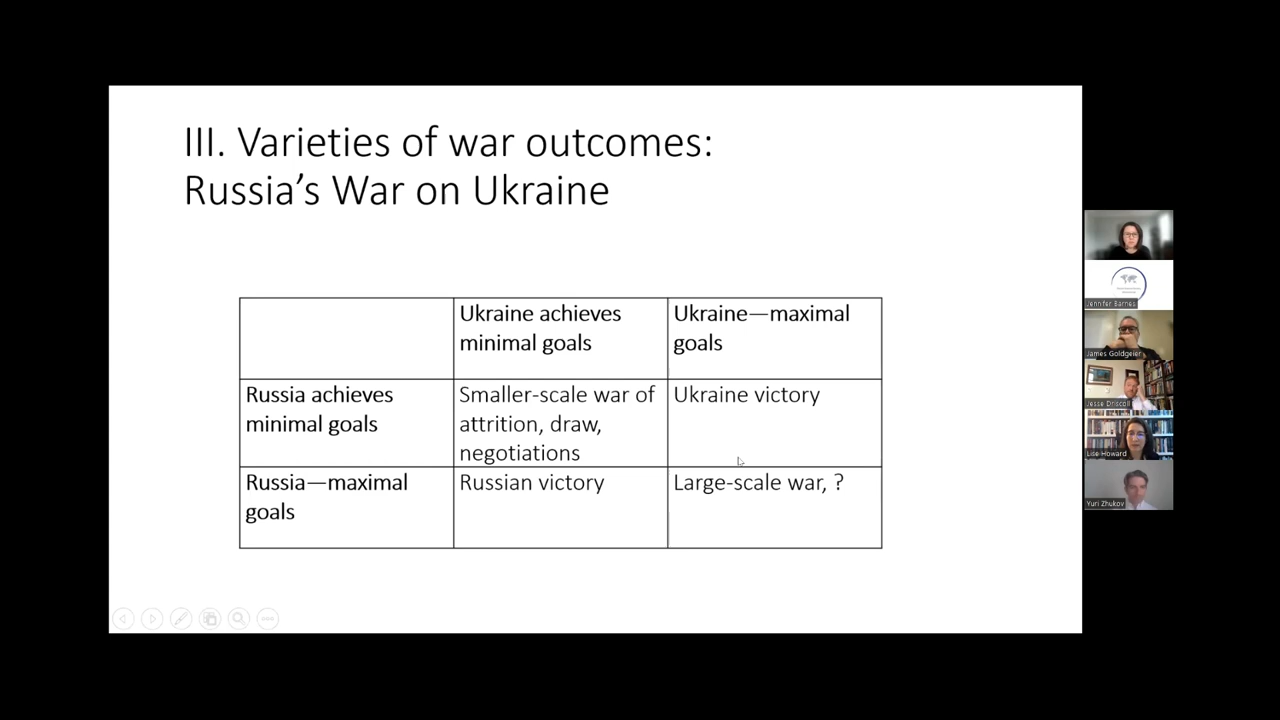 III. Varieties of war outcomes:
Russia’s War on Ukraine
Ukraine achieves
minimal goals
Ukraine—maximal
goals
Russia achieves
minimal goals
Smaller-scale war of
attrition, draw,
negotiations
Ukraine victory
Russia—maximal
goals
Russian victory
Large-scale war, ?
Jennifer Barnes
James Goldgeier
Jesse Driscoll
Lise Howard
Yuri Zhukov